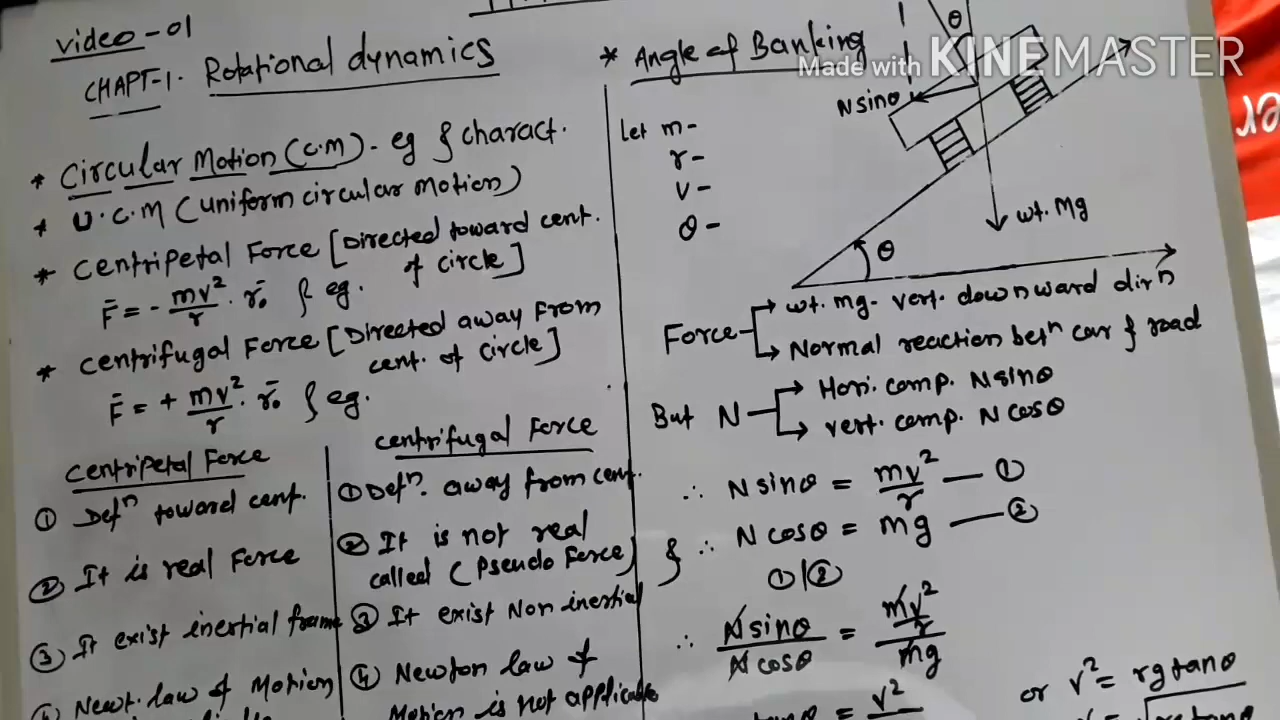 video-01
CHAPT-1. Rotational dynamics
* Circular Motion (C.M) - eg & charact.
* U.C.M (uniform circular motion)
* Centripetal Force [Directed toward cent. of circle]
F̄ = - mv²/r · r̄₀ & eg.
* Centrifugal Force [Directed away from cent. of circle]
F̄ = + mv²/r · r̄₀ & eg.
Centripetal Force
① Defⁿ toward cent.
② It is real Force
③ It exist inertial frame
④ Newt. law of Motion
Centrifugal Force
① Defⁿ. away from cent.
② It is not real
called (Pseudo Force)
③ It exist Non inertial
④ Newton law of
Motion is not applicable
* Angle of Banking
Made with KINEMASTER
θ
N sinθ
wt. Mg
θ
Let m-
r-
v-
θ-
Force
wt. mg - vert. downward dirⁿ
Normal reaction betⁿ car & road
But N
Hori. comp. N sinθ
vert. comp. N cosθ
∴ N sinθ = mv²/r — ①
& ∴ N cosθ = mg — ②
①/②
∴ N sinθ / N cosθ = mv²/r / mg
tanθ = v²
or v² = rg tanθ
er